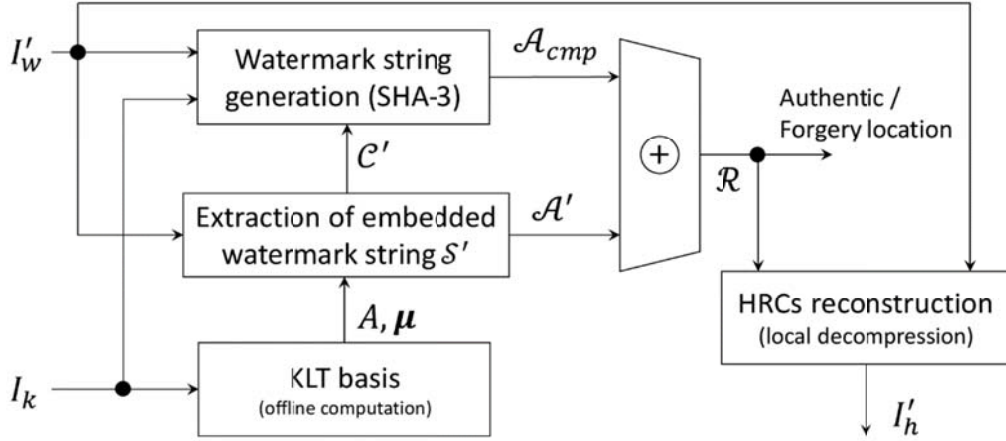 I'_w
Watermark string
generation (SHA-3)
𝒜_cmp
Authentic /
Forgery location
+
𝒞'
ℛ
Extraction of embedded
watermark string 𝒮'
𝒜'
A, μ
HRCs reconstruction
(local decompression)
I_k
KLT basis
(offline computation)
I'_h